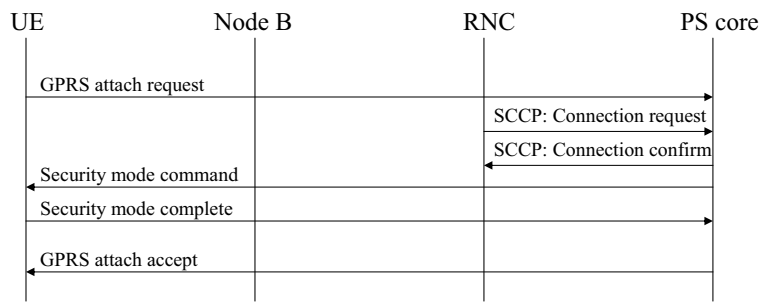 UE Node B RNC PS core
GPRS attach request
SCCP: Connection request
SCCP: Connection confirm
Security mode command
Security mode complete
GPRS attach accept